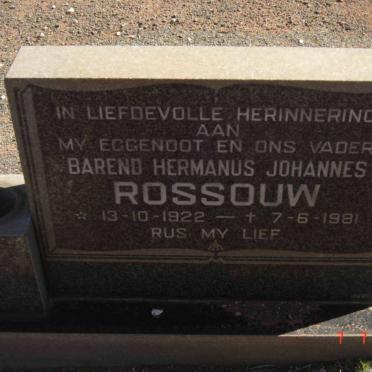 IN LIEFDEVOLLE HERINNERING
AAN
MY EGGENOOT EN ONS VADER
BAREND HERMANUS JOHANNES
ROSSOUW
☆ 13-10-1922 — ✝ 7-6-1981
RUS MY LIEF